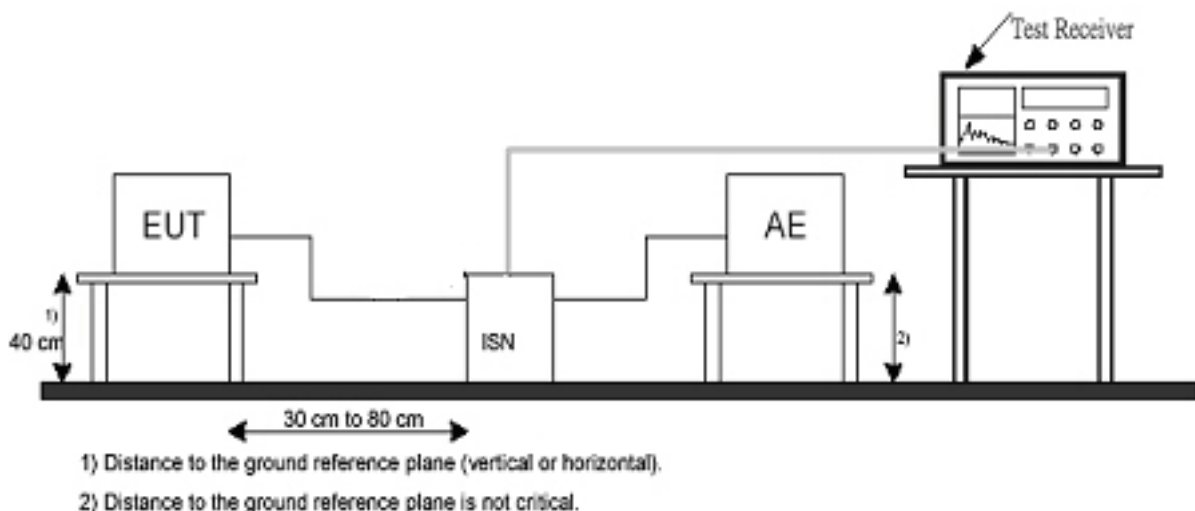 Test Receiver
EUT
AE
1)
40 cm
ISN
2)
30 cm to 80 cm
1) Distance to the ground reference plane (vertical or horizontal).
2) Distance to the ground reference plane is not critical.